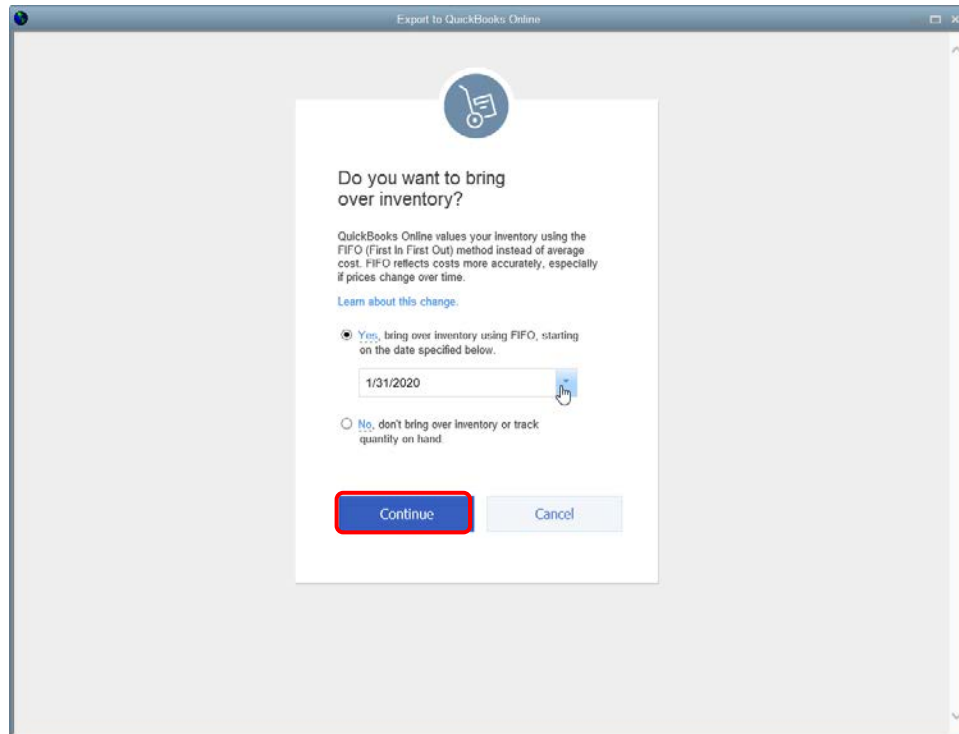 Export to QuickBooks Online
Do you want to bring
over inventory?
QuickBooks Online values your inventory using the
FIFO (First In First Out) method instead of average
cost. FIFO reflects costs more accurately, especially
if prices change over time.
Learn about this change.
Yes, bring over inventory using FIFO, starting
on the date specified below.
1/31/2020
No, don't bring over inventory or track
quantity on hand.
Continue
Cancel